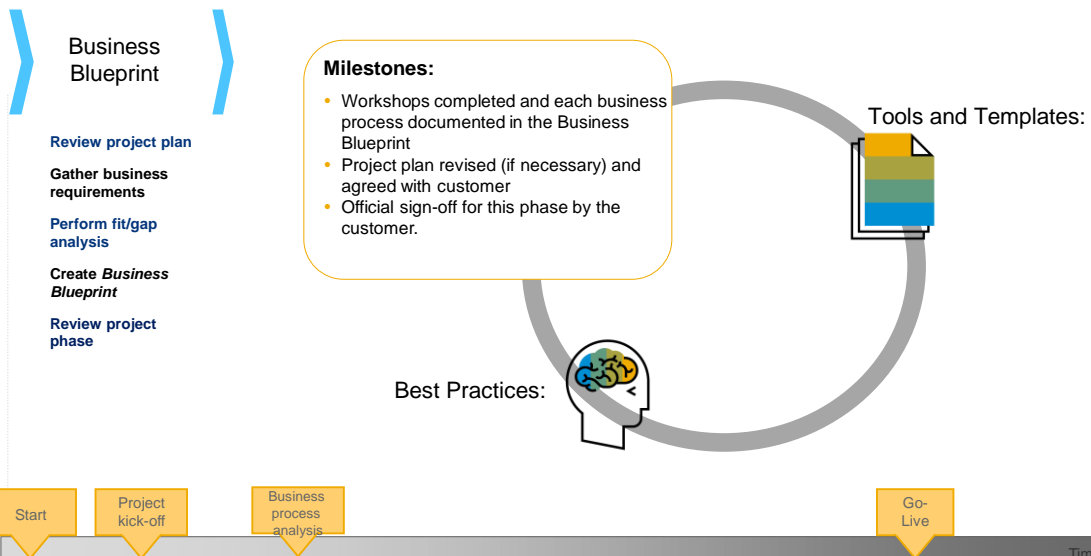 Business
Blueprint
Review project plan
Gather business
requirements
Perform fit/gap
analysis
Create Business
Blueprint
Review project
phase
Milestones:
• Workshops completed and each business
process documented in the Business
Blueprint
• Project plan revised (if necessary) and
agreed with customer
• Official sign-off for this phase by the
customer.
Tools and Templates:
Best Practices:
Start
Project
kick-off
Business
process
analysis
Go-
Live